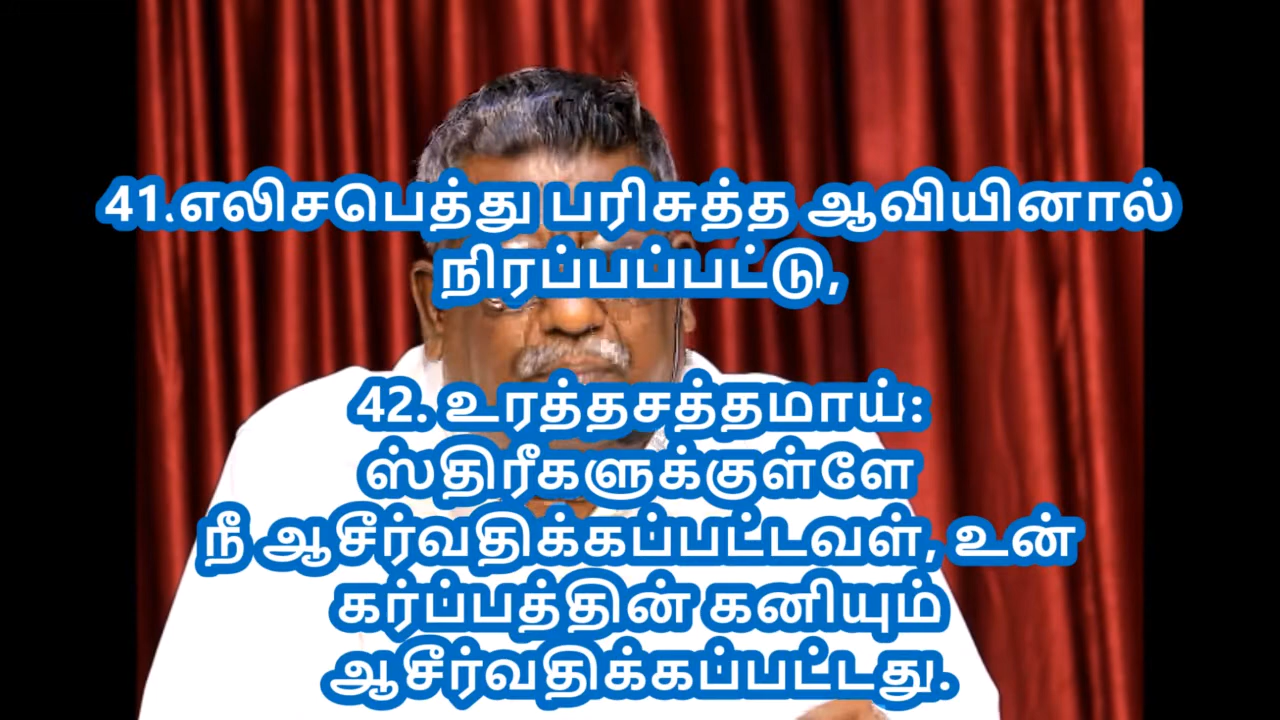 41.எலிசபெத்து பரிசுத்த ஆவியினால்
நிரப்பப்பட்டு,
42. உரத்தசத்தமாய்:
ஸ்திரீகளுக்குள்ளே
நீ ஆசீர்வதிக்கப்பட்டவள், உன்
கர்ப்பத்தின் கனியும்
ஆசீர்வதிக்கப்பட்டது.